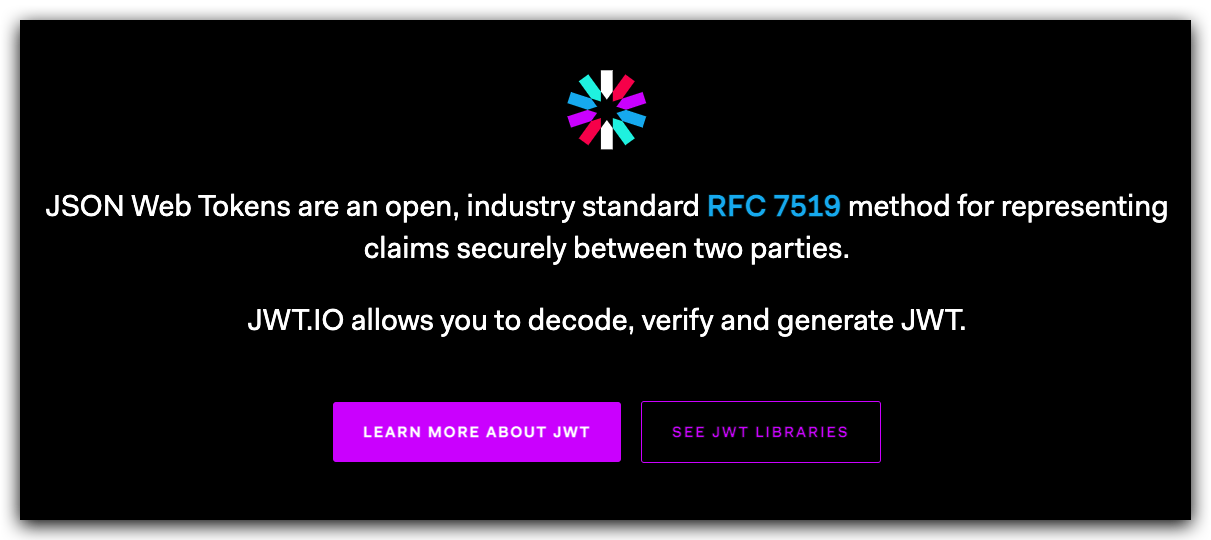 JSON Web Tokens are an open, industry standard RFC 7519 method for representing
claims securely between two parties.
JWT.IO allows you to decode, verify and generate JWT.
LEARN MORE ABOUT JWT
SEE JWT LIBRARIES